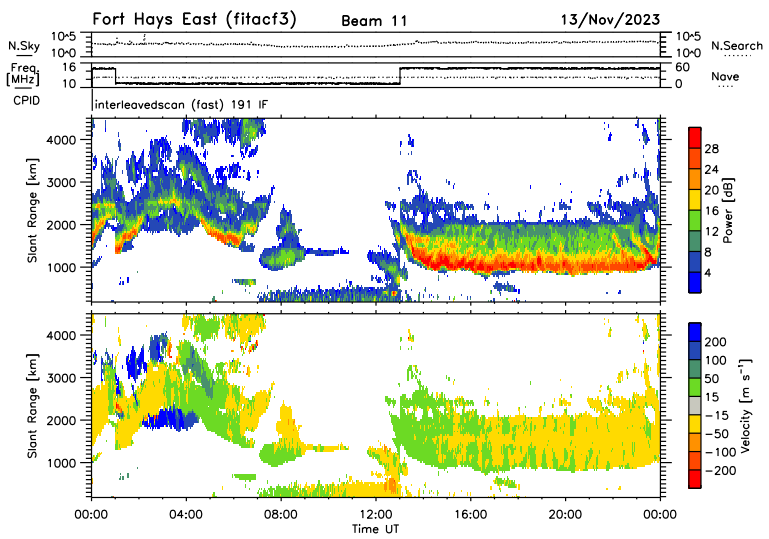 Fort Hays East (fitacf3) Beam 11 13/Nov/2023
N.Sky 10^5 10^0 10^5 10^0 N.Search
Freq. [MHz] 16 10 60 0 Nave
CPID interleavedscan (fast) 191 IF
Slant Range [km] 4000 3000 2000 1000
Power [dB] 28 24 20 16 12 8 4
Slant Range [km] 4000 3000 2000 1000
Velocity [m s⁻¹] 200 100 50 15 −15 −50 −100 −200
00:00 04:00 08:00 12:00 16:00 20:00 00:00
Time UT